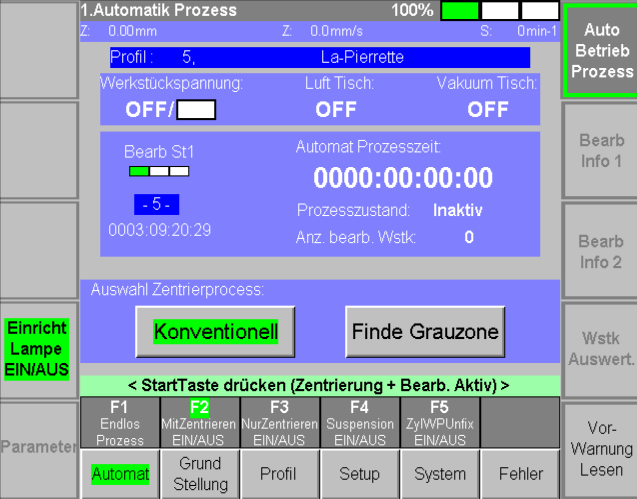 1.Automatik Prozess 100%
Z: 0.00mm Z: 0.0mm/s S: 0min-1
Profil : 5, La-Pierrette
Werkstückspannung: Luft Tisch: Vakuum Tisch:
OFF/ OFF OFF
Bearb St1
- 5 -
0003:09:20:29
Automat Prozesszeit:
0000:00:00:00
Prozesszustand: Inaktiv
Anz. bearb. Wstk: 0
Auswahl Zentrierprocess:
Konventionell Finde Grauzone
< StartTaste drücken (Zentrierung + Bearb. Aktiv) >
F1 F2 F3 F4 F5
Endlos MitZentrieren NurZentrieren Suspension ZylWPUnfix
Prozess EIN/AUS EIN/AUS EIN/AUS EIN/AUS
Automat Grund Profil Setup System Fehler
Stellung
Einricht
Lampe
EIN/AUS
Parameter
Auto
Betrieb
Prozess
Bearb
Info 1
Bearb
Info 2
Wstk
Auswert.
Vor-
Warnung
Lesen